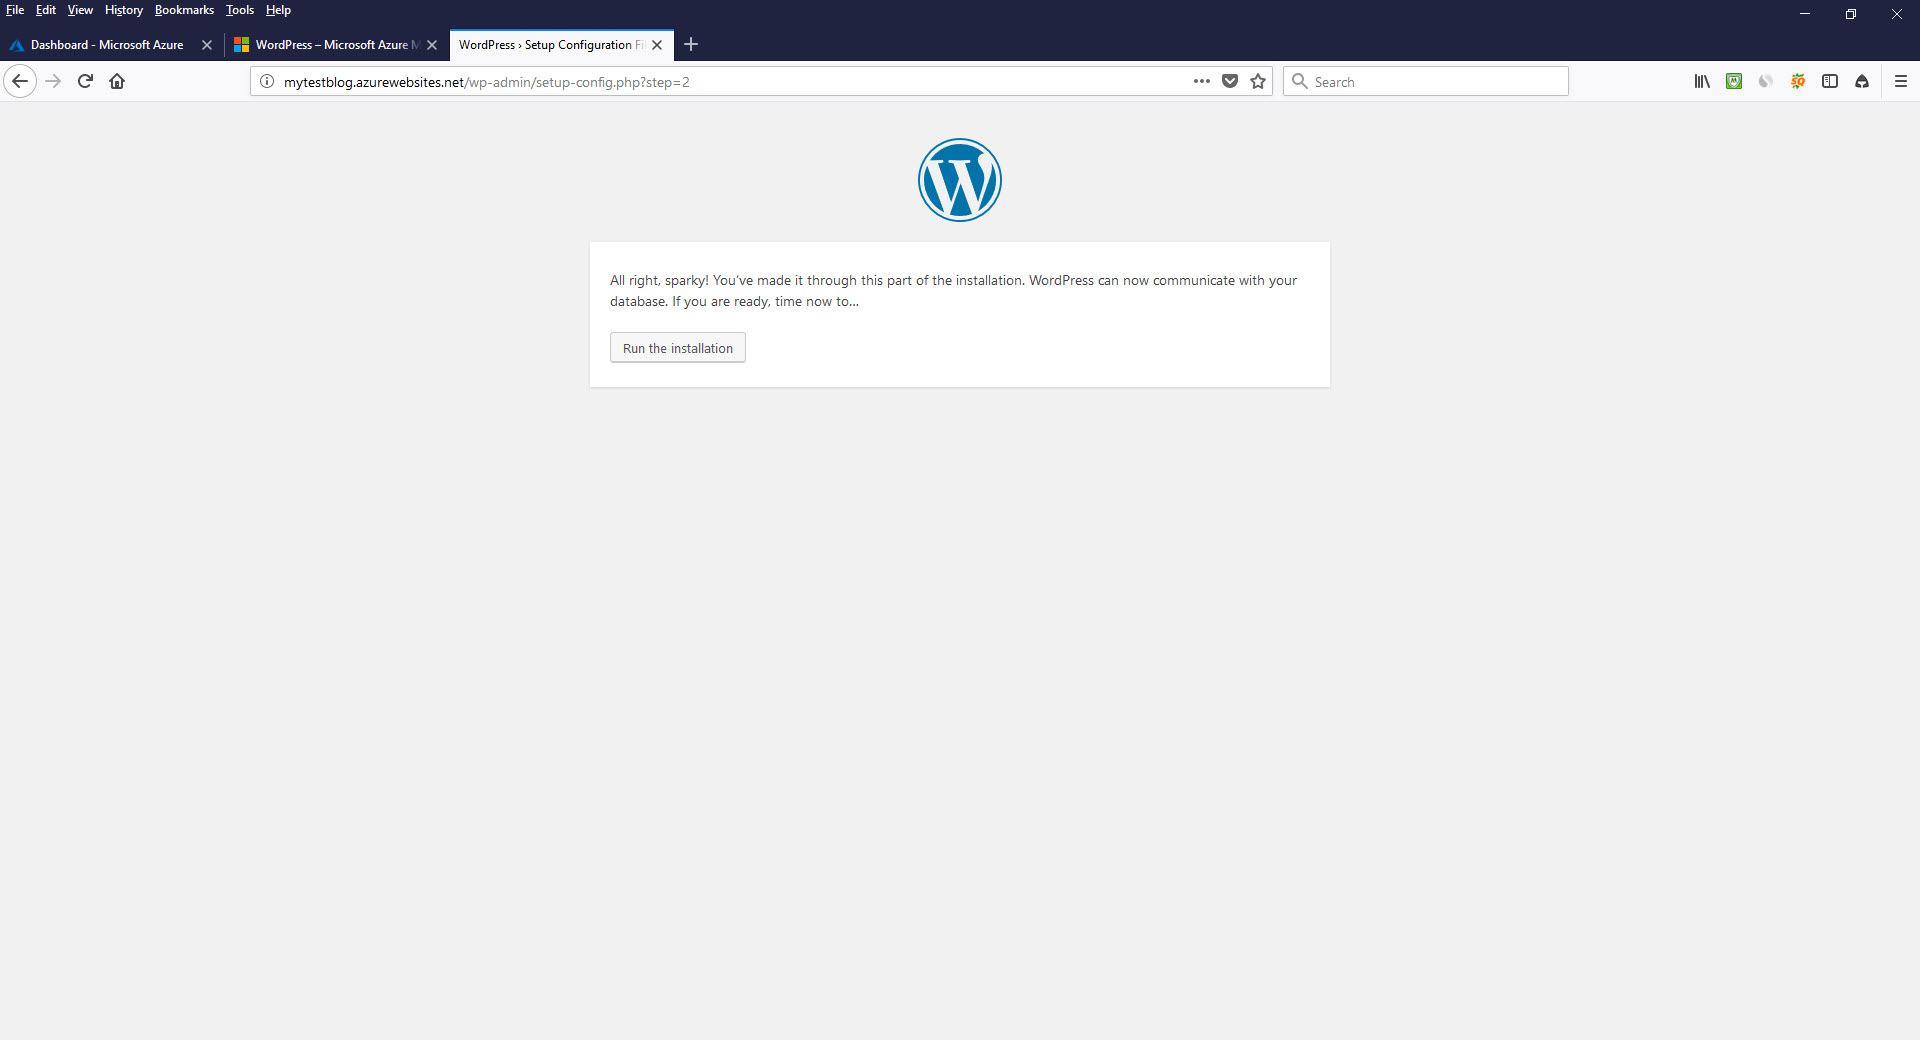 File Edit View History Bookmarks Tools Help
Dashboard - Microsoft Azure
WordPress – Microsoft Azure M
WordPress › Setup Configuration Fi
mytestblog.azurewebsites.net/wp-admin/setup-config.php?step=2
Search
All right, sparky! You’ve made it through this part of the installation. WordPress can now communicate with your
database. If you are ready, time now to…
Run the installation